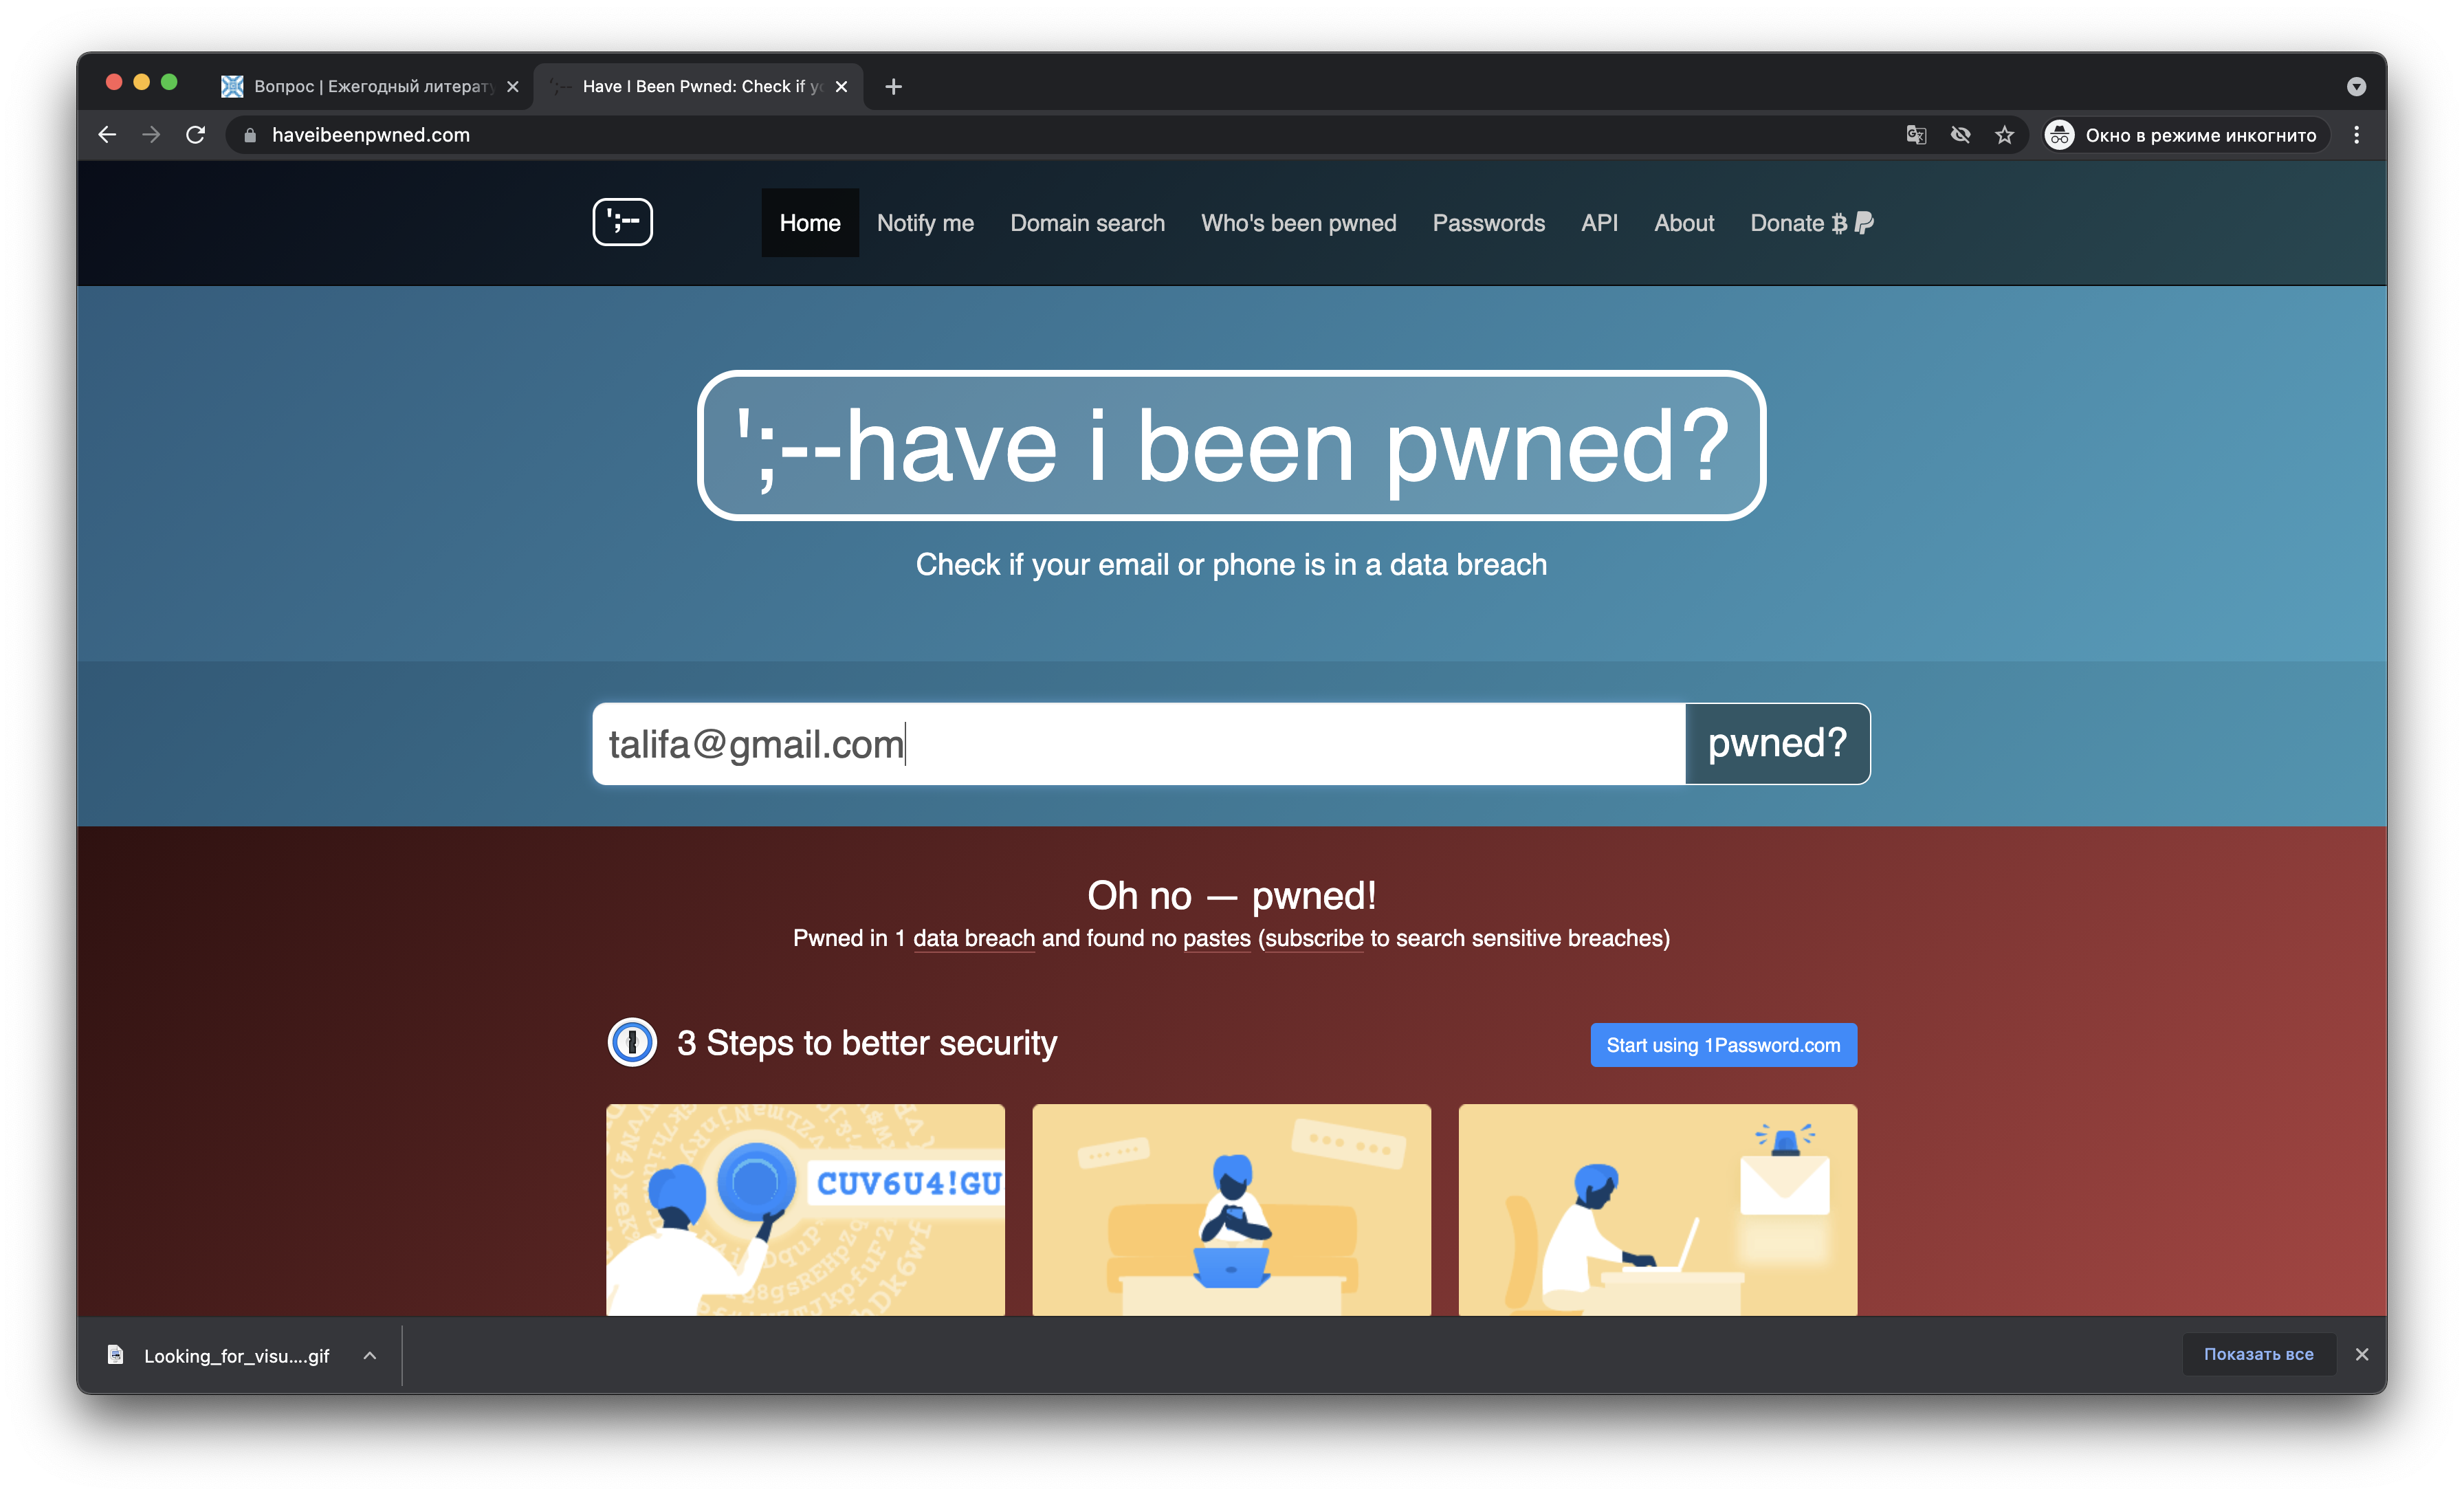 Вопрос | Ежегодный литерату
Have I Been Pwned: Check if yo
haveibeenpwned.com
Окно в режиме инкогнито
';--
Home
Notify me
Domain search
Who's been pwned
Passwords
API
About
Donate
';--have i been pwned?
Check if your email or phone is in a data breach
talifa@gmail.com
pwned?
Oh no — pwned!
Pwned in 1 data breach and found no pastes (subscribe to search sensitive breaches)
3 Steps to better security
Start using 1Password.com
CUV6U4!GU
Looking_for_visu....gif
Показать все